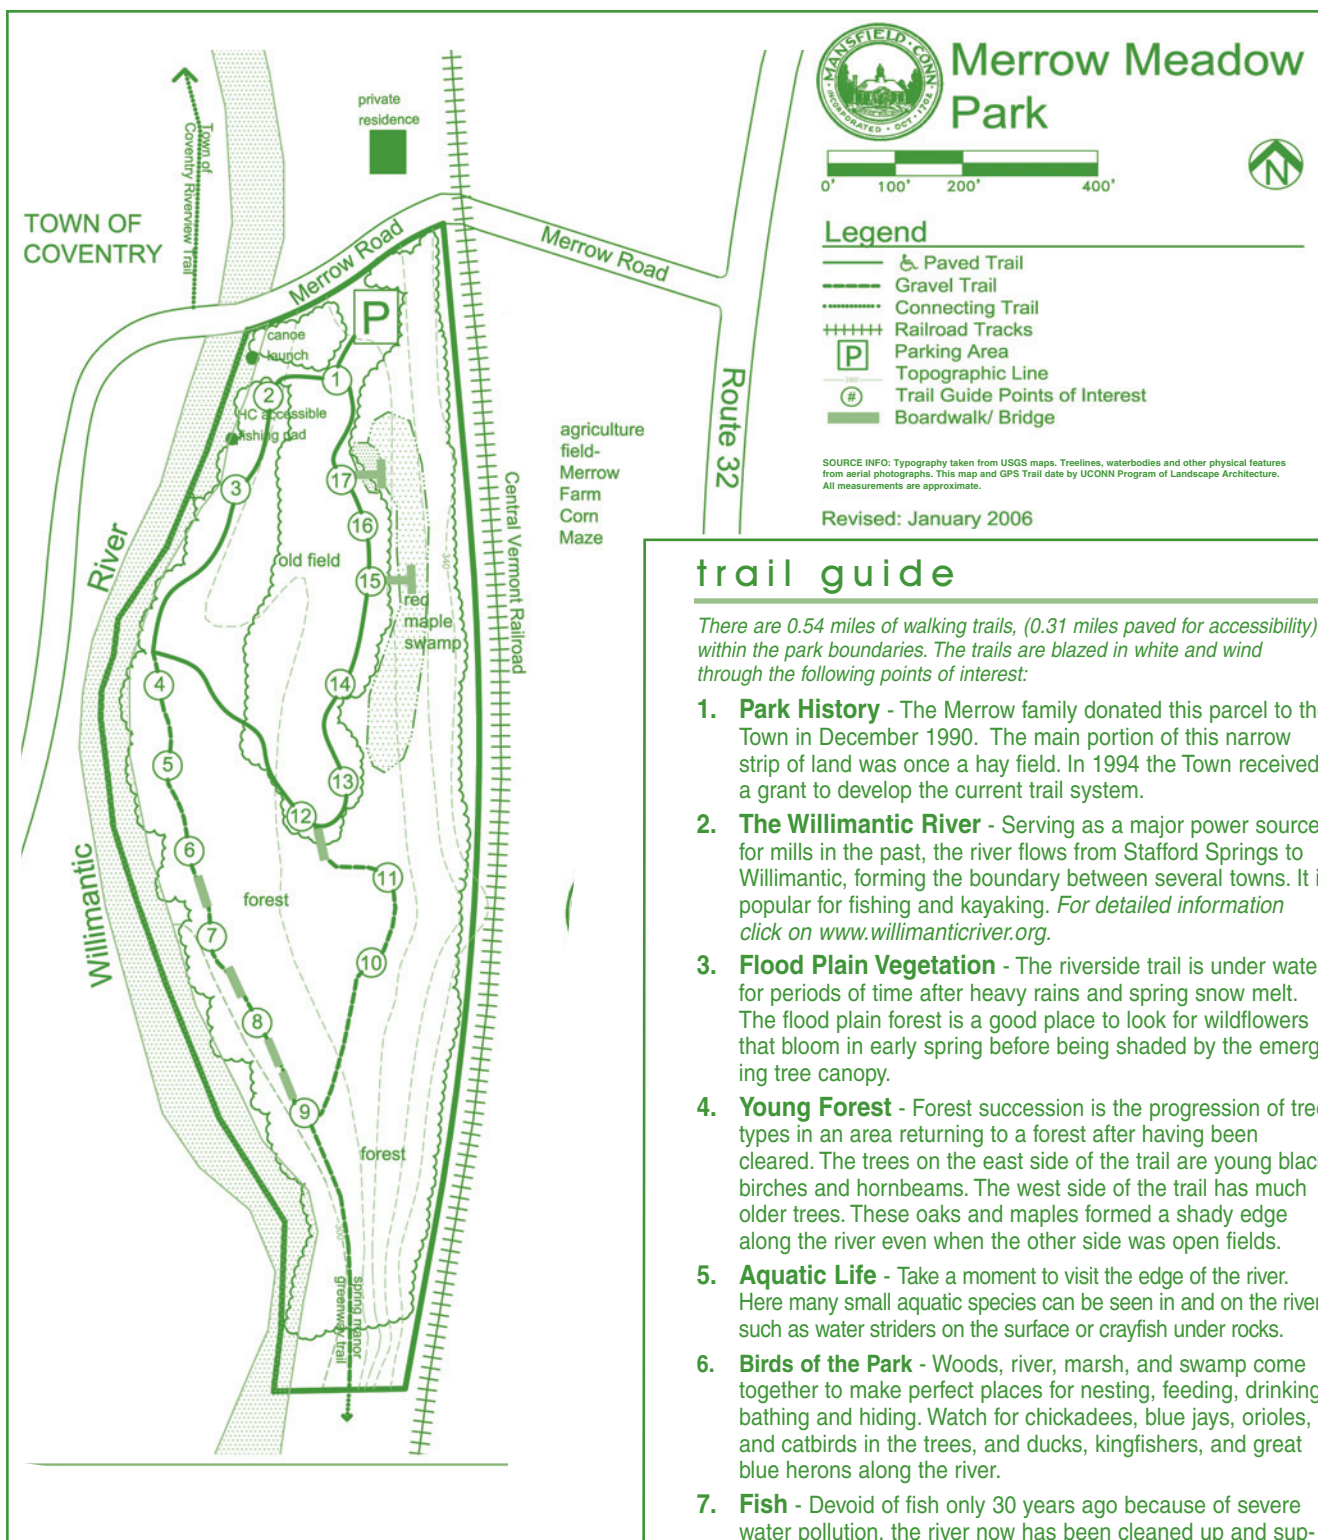 MANSFIELD, CONN.
INCORPORATED • OCT. 1702
Merrow Meadow
Park
0' 100' 200' 400'
N
Legend
Paved Trail
Gravel Trail
Connecting Trail
Railroad Tracks
P Parking Area
Topographic Line
# Trail Guide Points of Interest
Boardwalk/ Bridge
SOURCE INFO: Typography taken from USGS maps. Treelines, waterbodies and other physical features
from aerial photographs. This map and GPS Trail date by UCONN Program of Landscape Architecture.
All measurements are approximate.
Revised: January 2006
private
residence
Town of
Coventry Riverview Trail
TOWN OF
COVENTRY
Merrow Road
Merrow Road
Route 32
P
canoe
launch
1
2
HC accessible
fishing pad
3
17
16
15
old field
red
maple
swamp
340'
agriculture
field-
Merrow
Farm
Corn
Maze
Central Vermont Railroad
River
Willimantic
4
14
5
13
12
6
11
forest
7
10
8
9
forest
300'
spring manor
greenway trail
trail guide
There are 0.54 miles of walking trails, (0.31 miles paved for accessibility)
within the park boundaries. The trails are blazed in white and wind
through the following points of interest:
1. Park History - The Merrow family donated this parcel to the
Town in December 1990. The main portion of this narrow
strip of land was once a hay field. In 1994 the Town received
a grant to develop the current trail system.
2. The Willimantic River - Serving as a major power source
for mills in the past, the river flows from Stafford Springs to
Willimantic, forming the boundary between several towns. It i
popular for fishing and kayaking. For detailed information
click on www.willimanticriver.org.
3. Flood Plain Vegetation - The riverside trail is under wate
for periods of time after heavy rains and spring snow melt.
The flood plain forest is a good place to look for wildflowers
that bloom in early spring before being shaded by the emerg
ing tree canopy.
4. Young Forest - Forest succession is the progression of tree
types in an area returning to a forest after having been
cleared. The trees on the east side of the trail are young black
birches and hornbeams. The west side of the trail has much
older trees. These oaks and maples formed a shady edge
along the river even when the other side was open fields.
5. Aquatic Life - Take a moment to visit the edge of the river.
Here many small aquatic species can be seen in and on the river
such as water striders on the surface or crayfish under rocks.
6. Birds of the Park - Woods, river, marsh, and swamp come
together to make perfect places for nesting, feeding, drinking
bathing and hiding. Watch for chickadees, blue jays, orioles,
and catbirds in the trees, and ducks, kingfishers, and great
blue herons along the river.
7. Fish - Devoid of fish only 30 years ago because of severe
water pollution, the river now has been cleaned up and sup-